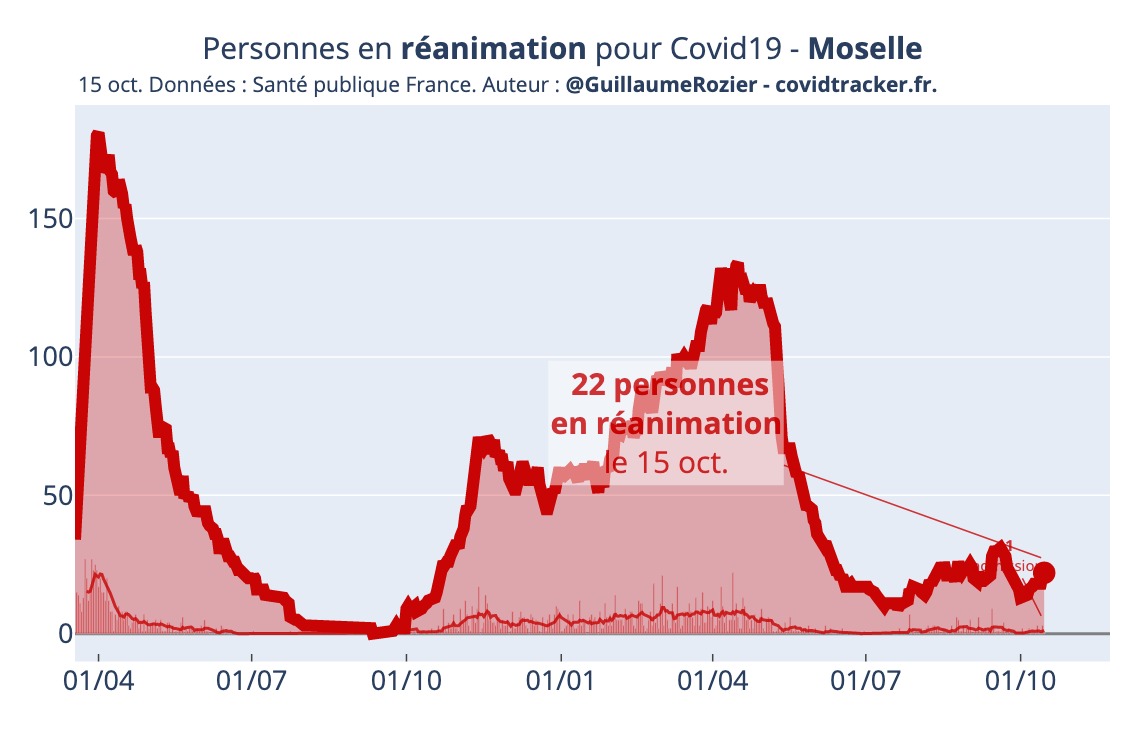 Personnes en réanimation pour Covid19 - Moselle
15 oct. Données : Santé publique France. Auteur : @GuillaumeRozier - covidtracker.fr.
150
100
50
0
22 personnes
en réanimation
le 15 oct.
1
01/04
01/07
01/10
01/01
01/04
01/07
01/10